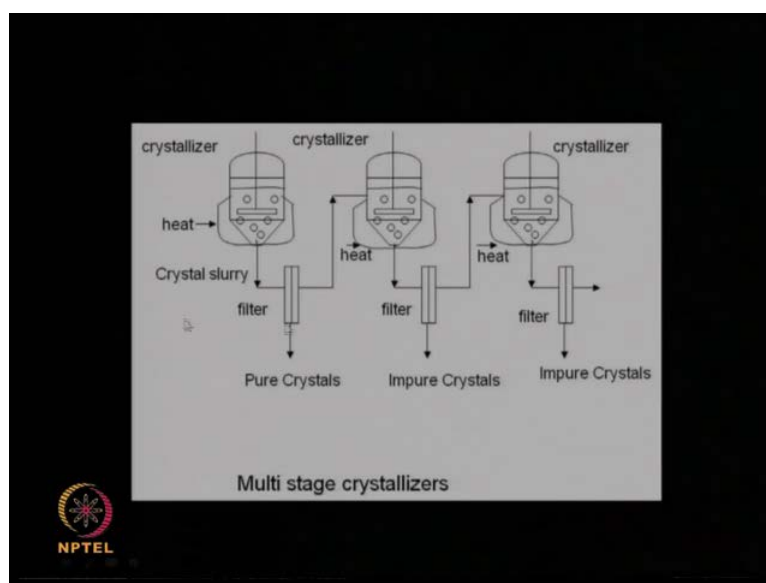 crystallizer crystallizer crystallizer
heat
heat heat
Crystal slurry
filter filter filter
Pure Crystals Impure Crystals Impure Crystals
Multi stage crystallizers
NPTEL